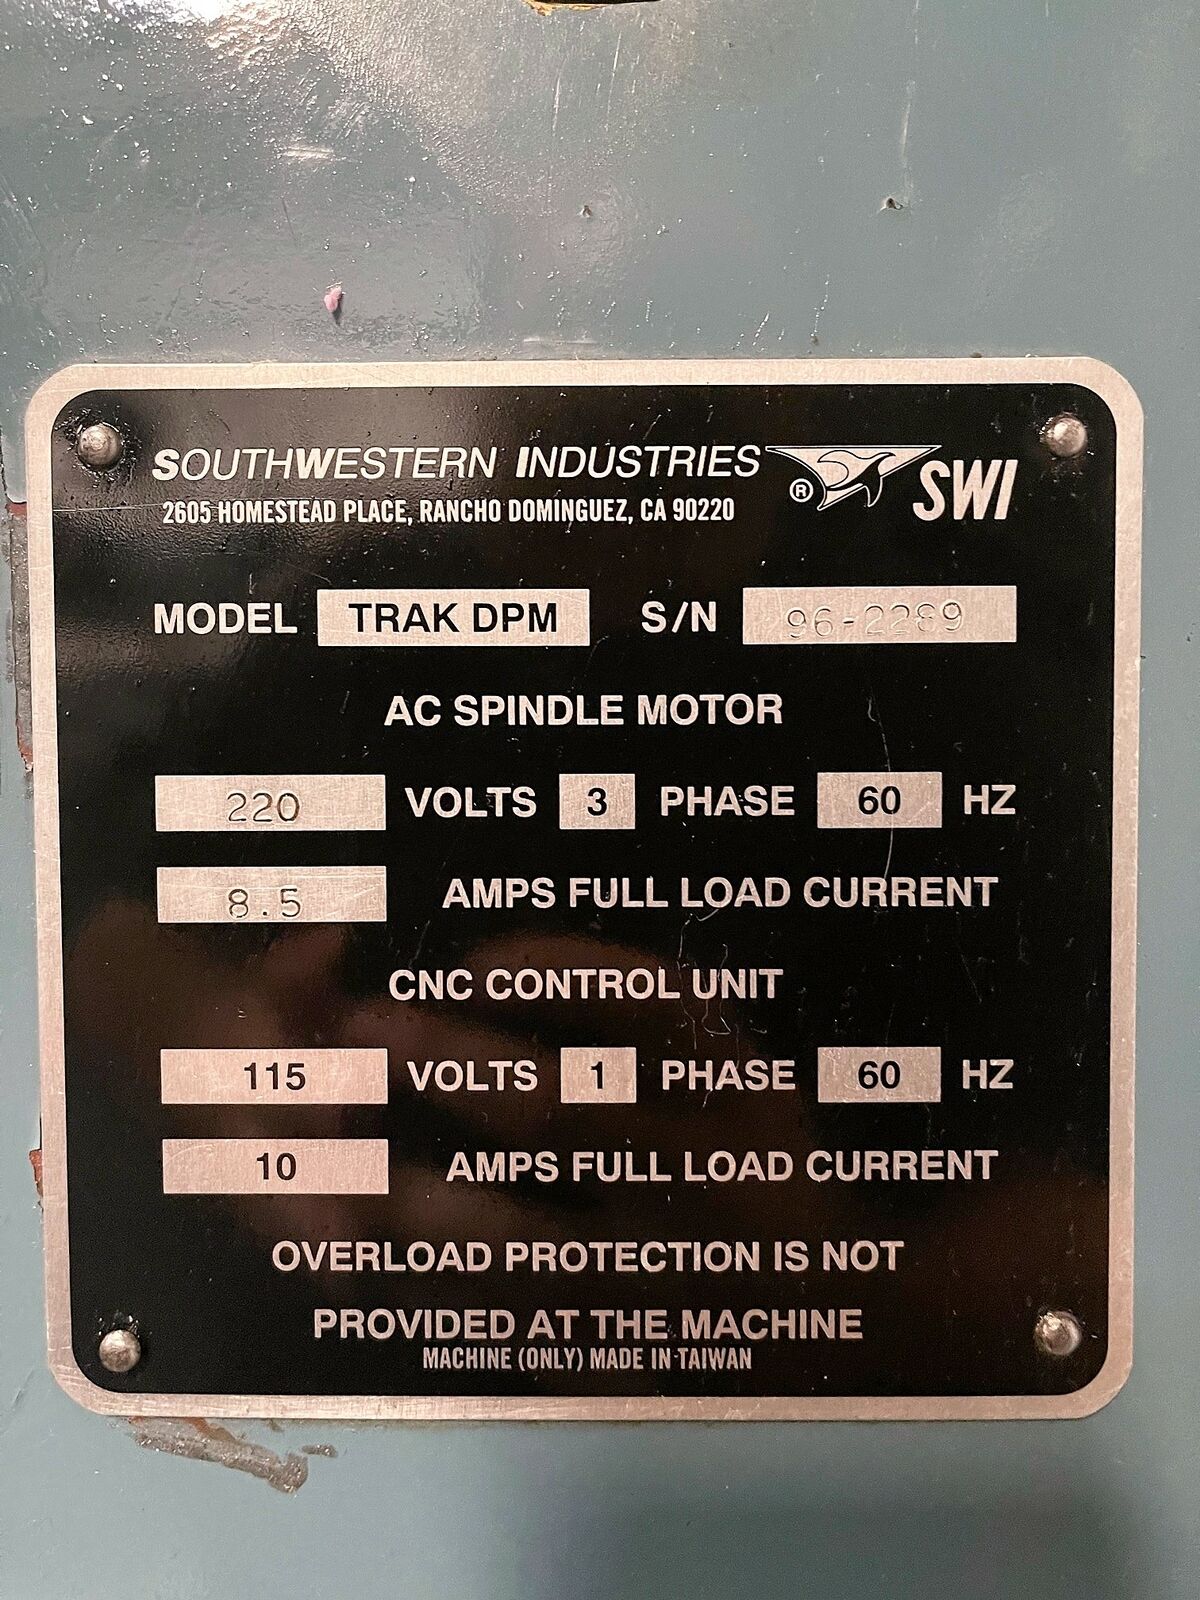 SOUTHWESTERN INDUSTRIES ® SWI
2605 HOMESTEAD PLACE, RANCHO DOMINGUEZ, CA 90220
MODEL TRAK DPM S/N 96-2289
AC SPINDLE MOTOR
220 VOLTS 3 PHASE 60 HZ
8.5 AMPS FULL LOAD CURRENT
CNC CONTROL UNIT
115 VOLTS 1 PHASE 60 HZ
10 AMPS FULL LOAD CURRENT
OVERLOAD PROTECTION IS NOT
PROVIDED AT THE MACHINE
MACHINE (ONLY) MADE IN TAIWAN